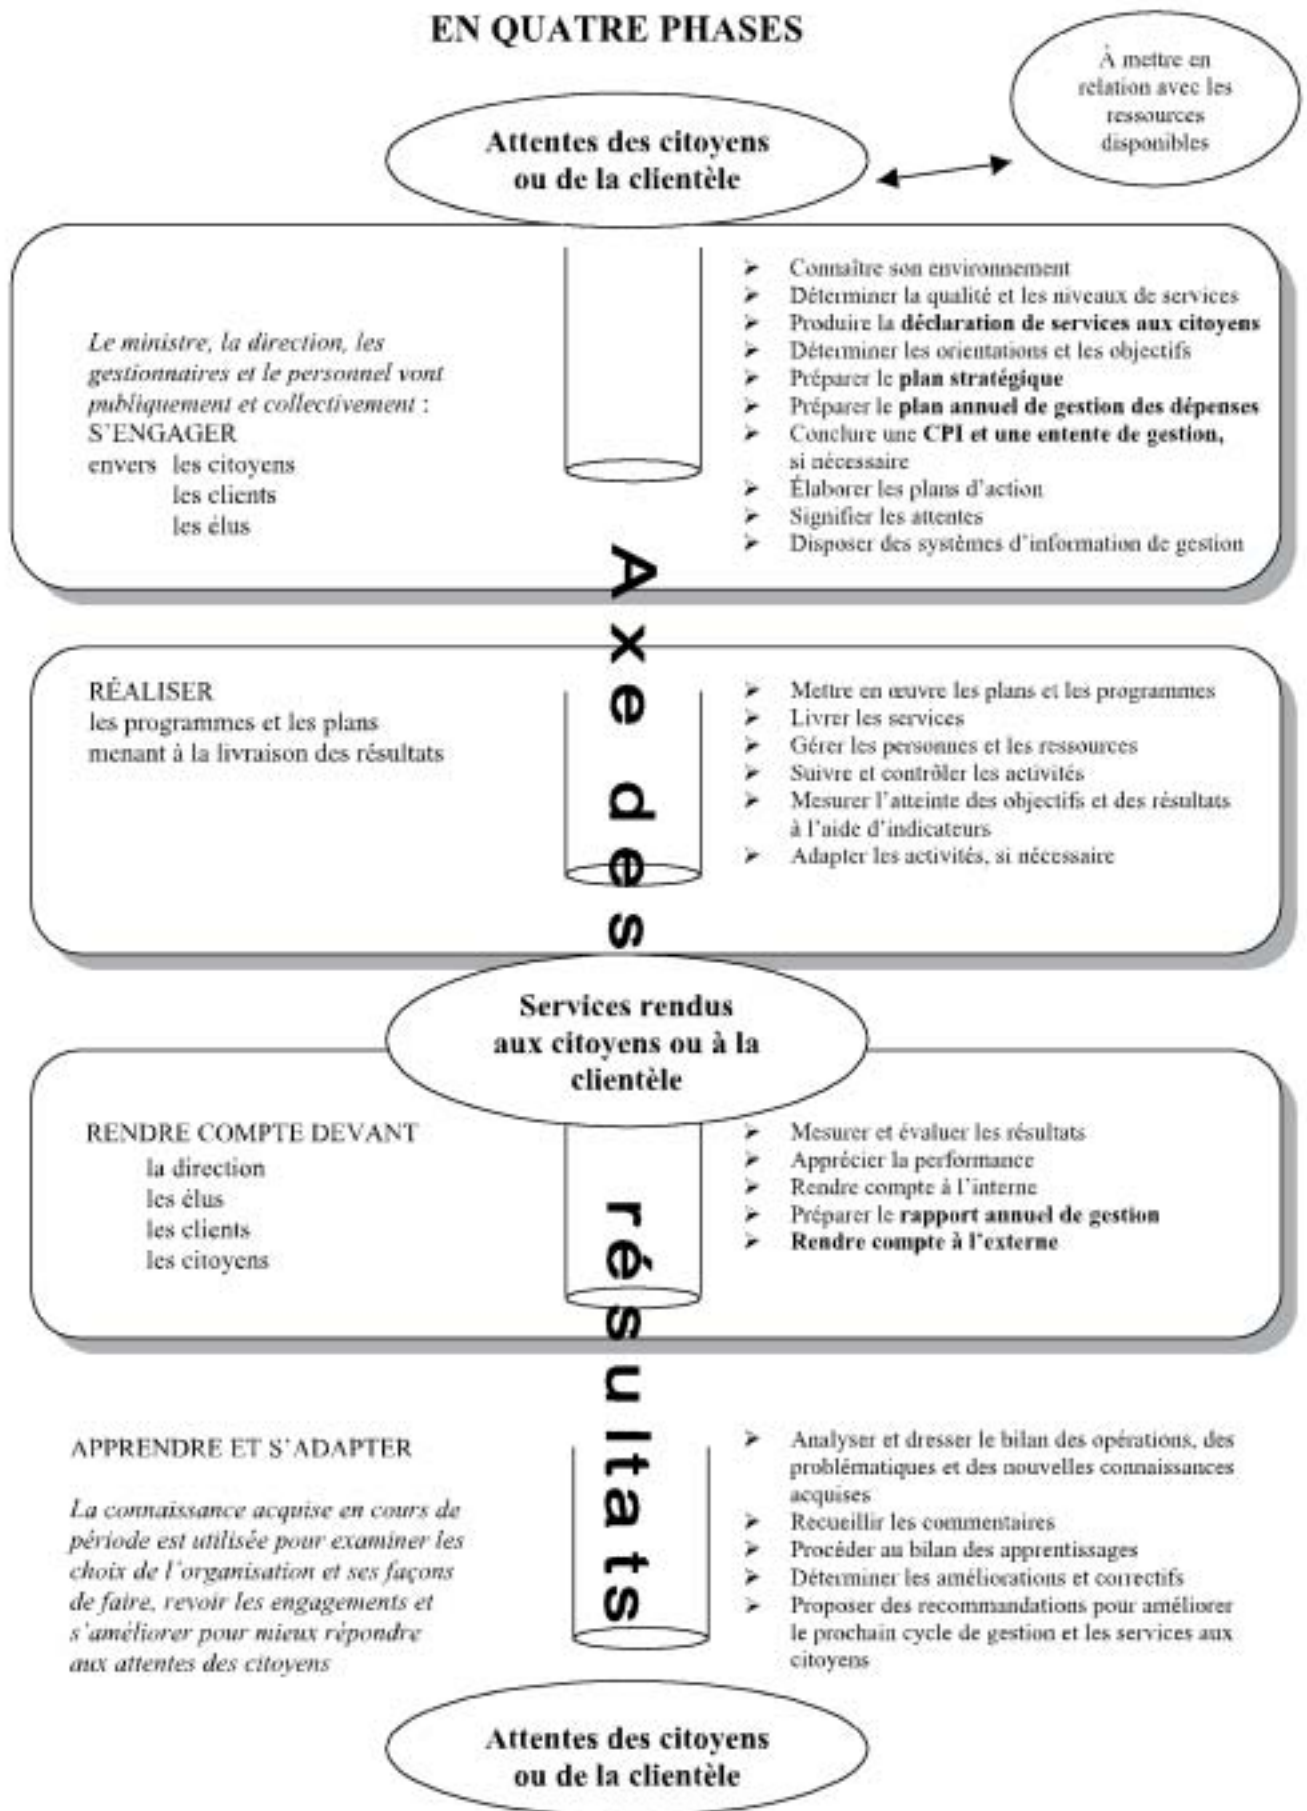 EN QUATRE PHASES
À mettre en
relation avec les
ressources
disponibles
Attentes des citoyens
ou de la clientèle
Le ministre, la direction, les
gestionnaires et le personnel vont
publiquement et collectivement :
S'ENGAGER
envers les citoyens
les clients
les élus
➢ Connaître son environnement
➢ Déterminer la qualité et les niveaux de services
➢ Produire la déclaration de services aux citoyens
➢ Déterminer les orientations et les objectifs
➢ Préparer le plan stratégique
➢ Préparer le plan annuel de gestion des dépenses
➢ Conclure une CPI et une entente de gestion,
si nécessaire
➢ Élaborer les plans d'action
➢ Signifier les attentes
➢ Disposer des systèmes d'information de gestion
Axe des résultats
RÉALISER
les programmes et les plans
menant à la livraison des résultats
➢ Mettre en œuvre les plans et les programmes
➢ Livrer les services
➢ Gérer les personnes et les ressources
➢ Suivre et contrôler les activités
➢ Mesurer l'atteinte des objectifs et des résultats
à l'aide d'indicateurs
➢ Adapter les activités, si nécessaire
Services rendus
aux citoyens ou à la
clientèle
RENDRE COMPTE DEVANT
la direction
les élus
les clients
les citoyens
➢ Mesurer et évaluer les résultats
➢ Apprécier la performance
➢ Rendre compte à l'interne
➢ Préparer le rapport annuel de gestion
➢ Rendre compte à l'externe
APPRENDRE ET S'ADAPTER
La connaissance acquise en cours de
période est utilisée pour examiner les
choix de l'organisation et ses façons
de faire, revoir les engagements et
s'améliorer pour mieux répondre
aux attentes des citoyens
➢ Analyser et dresser le bilan des opérations, des
problématiques et des nouvelles connaissances
acquises
➢ Recueillir les commentaires
➢ Procéder au bilan des apprentissages
➢ Déterminer les améliorations et correctifs
➢ Proposer des recommandations pour améliorer
le prochain cycle de gestion et les services aux
citoyens
Attentes des citoyens
ou de la clientèle